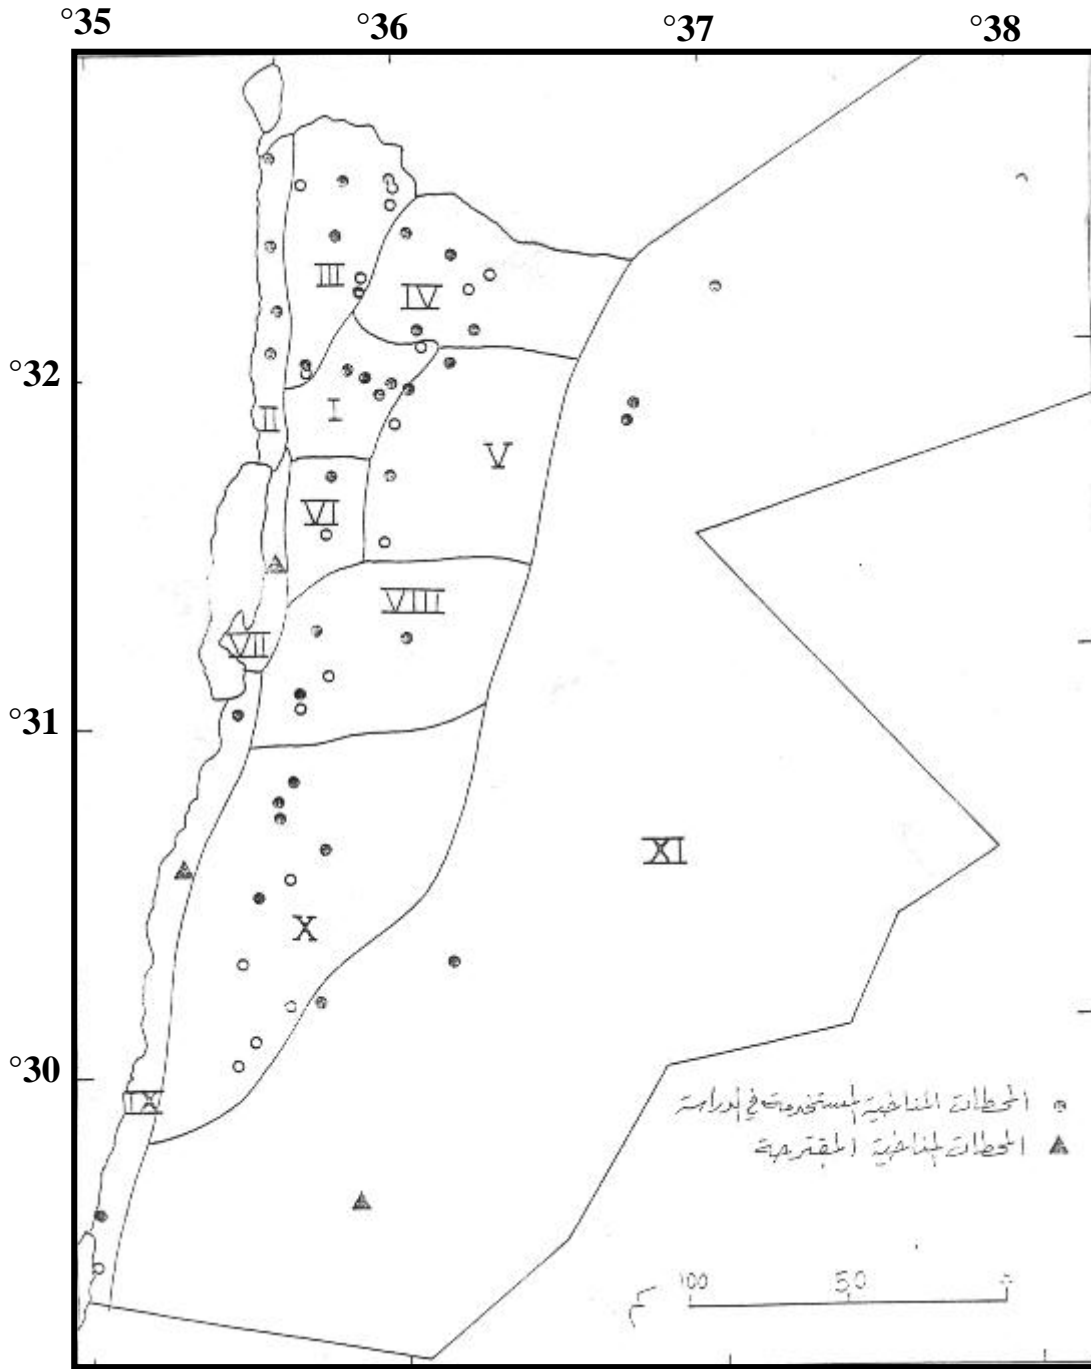 °35 °36 °37 °38
III
IV
°32
II I V
VI
VIII
VII
°31
XI
X
°30
IX
المحطات المناخية المستخدمة في الدراسة
المحطات المناخية المقترحة
100 50 0
كم